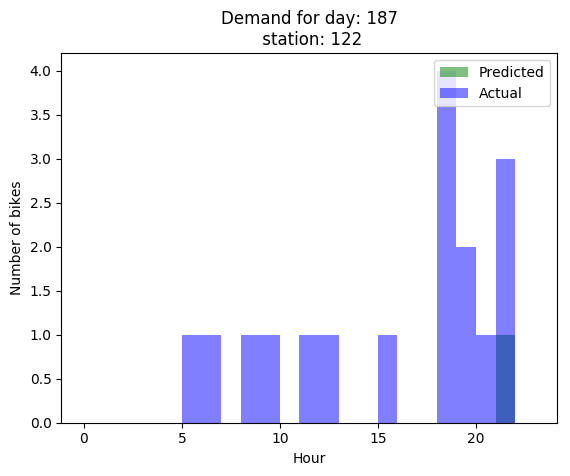 Demand for day: 187
station: 122
4.0
3.5
3.0
2.5
2.0
1.5
1.0
0.5
0.0
Number of bikes
Predicted
Actual
0 5 10 15 20
Hour